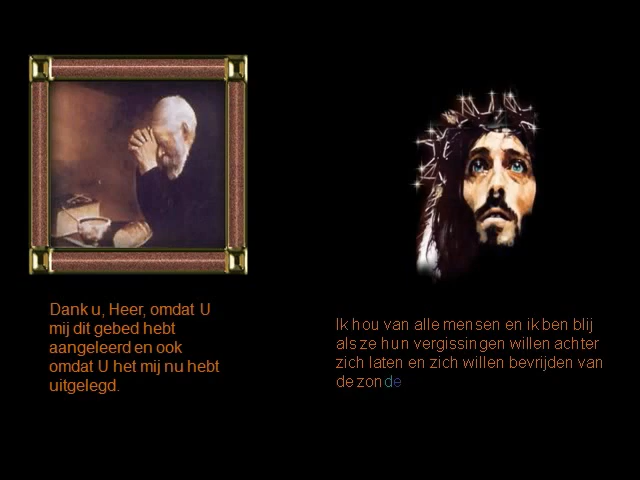 Dank u, Heer, omdat U
mij dit gebed hebt
aangeleerd en ook
omdat U het mij nu hebt
uitgelegd.
Ik hou van alle mensen en ik ben blij
als ze hun vergissingen willen achter
zich laten en zich willen bevrijden van
de zonde